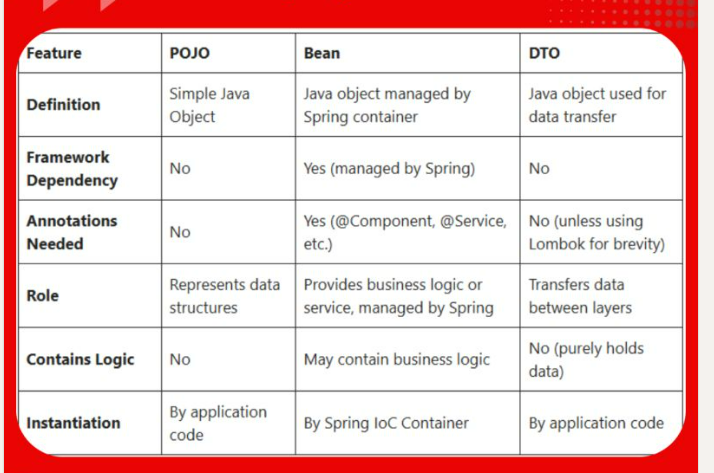 Feature POJO Bean DTO
Definition Simple Java Object Java object managed by Spring container Java object used for data transfer
Framework Dependency No Yes (managed by Spring) No
Annotations Needed No Yes (@Component, @Service, etc.) No (unless using Lombok for brevity)
Role Represents data structures Provides business logic or service, managed by Spring Transfers data between layers
Contains Logic No May contain business logic No (purely holds data)
Instantiation By application code By Spring IoC Container By application code